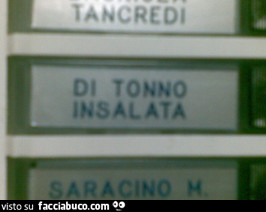 TANCREDI
DI TONNO
INSALATA
SARACINO M.
visto su facciabuco.com